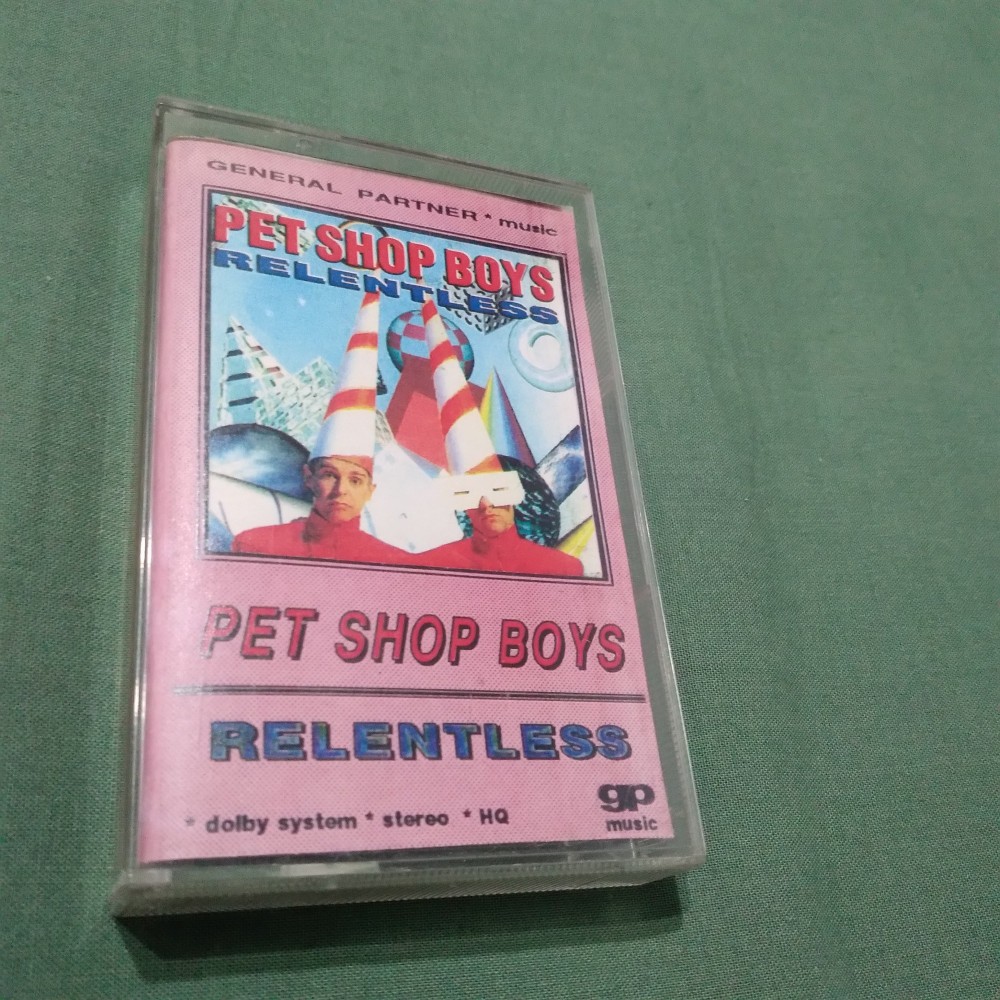 GENERAL PARTNER * music
PET SHOP BOYS
RELENTLESS
PET SHOP BOYS
RELENTLESS
* dolby system * stereo * HQ
gp
music